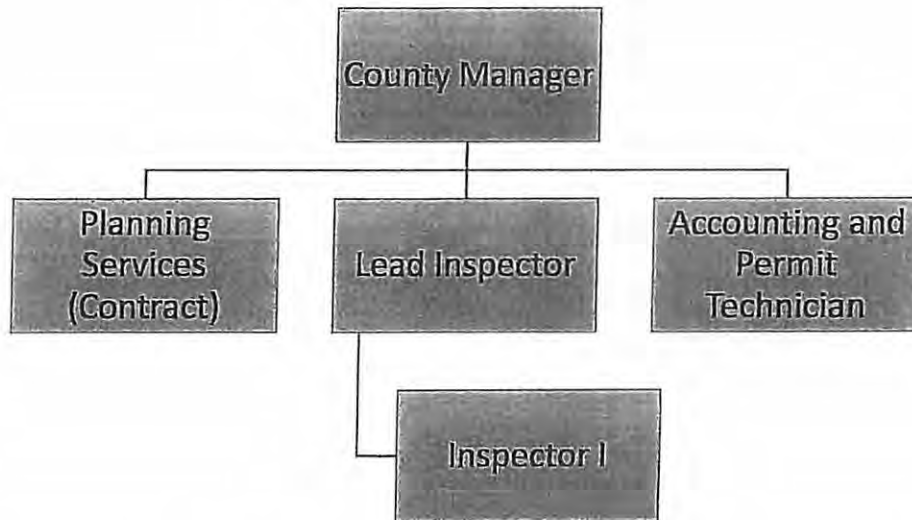 County Manager
Planning
Services
(Contract)
Lead Inspector
Accounting and
Permit
Technician
Inspector I